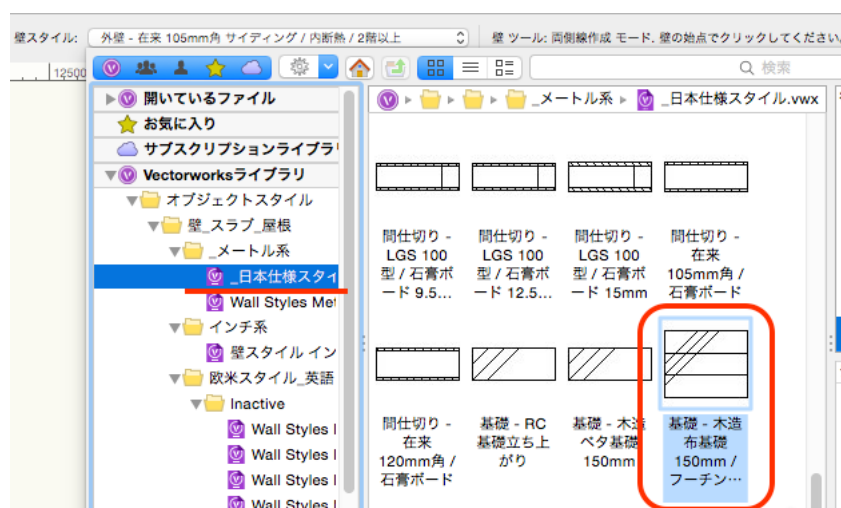 壁スタイル: 外壁 - 在来 105mm角 サイディング / 内断熱 / 2階以上
壁 ツール: 両側線作成 モード. 壁の始点でクリックしてください
12500
検索
開いているファイル
お気に入り
サブスクリプションライブラ
Vectorworksライブラリ
オブジェクトスタイル
壁_スラブ_屋根
_メートル系
_日本仕様スタイ
Wall Styles Met
インチ系
壁スタイル イン
欧米スタイル_英語
Inactive
Wall Styles I
Wall Styles I
Wall Styles I
Wall Styles I
_メートル系
_日本仕様スタイル.vwx
間仕切り -
LGS 100
型 / 石膏ボ
ード 9.5…
間仕切り -
LGS 100
型 / 石膏ボ
ード 12.5…
間仕切り -
LGS 100
型 / 石膏ボ
ード 15mm
間仕切り -
在来
105mm角 /
石膏ボード
間仕切り -
在来
120mm角 /
石膏ボード
基礎 - RC
基礎立ち上
がり
基礎 - 木造
ベタ基礎
150mm
基礎 - 木造
布基礎
150mm /
フーチン…